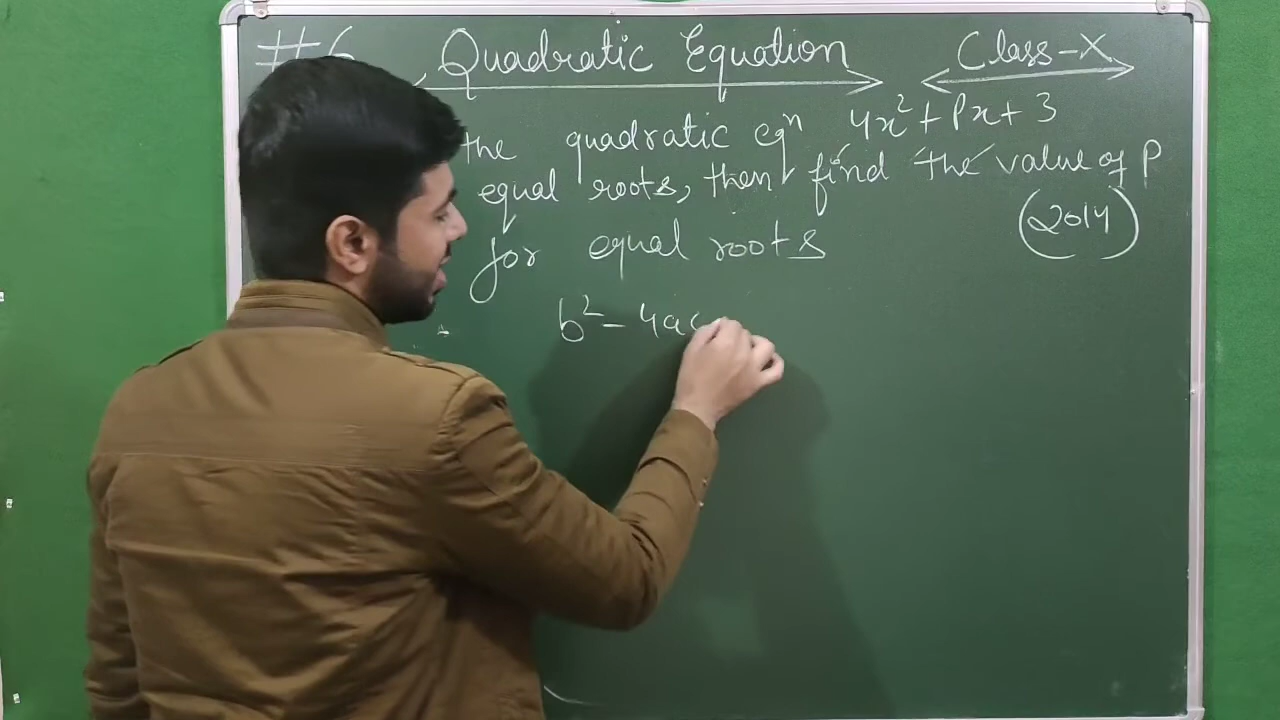 #6 Quadratic Equation Class-X
the quadratic eqⁿ 4x² + Px + 3
equal roots, then find the value of P
(2014)
for equal roots
b² - 4ac